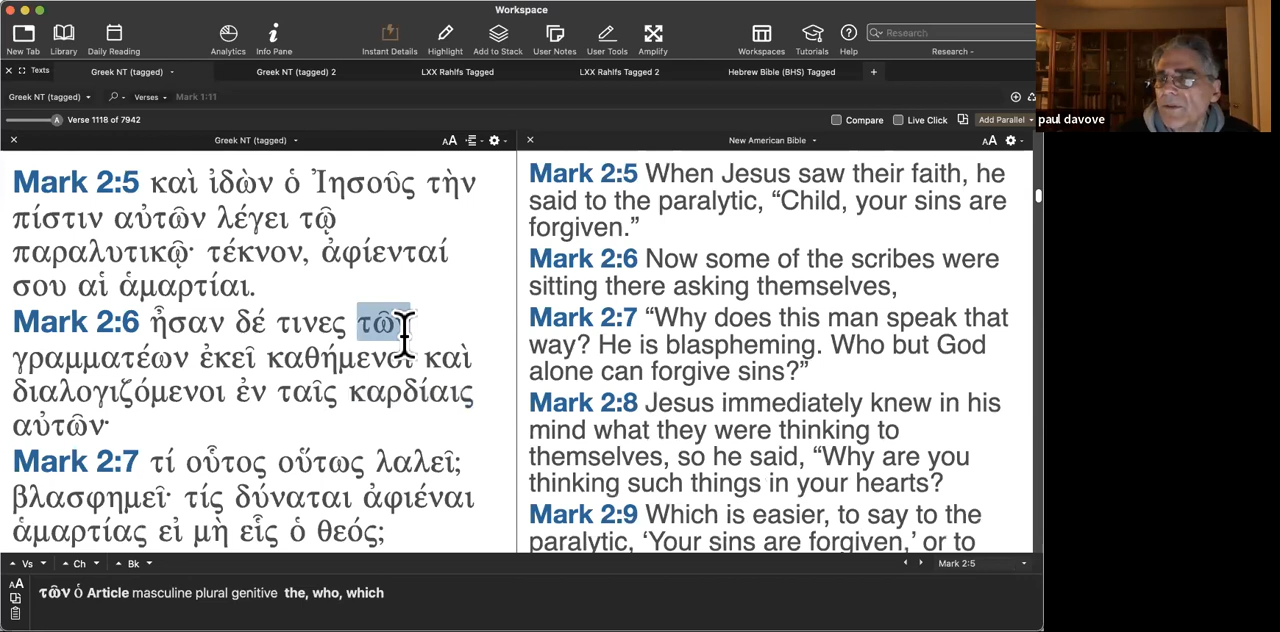 Workspace
New Tab Library Daily Reading Analytics Info Pane Instant Details Highlight Add to Stack User Notes User Tools Amplify Workspaces Tutorials Help Research
Research
Texts Greek NT (tagged) Greek NT (tagged) 2 LXX Rahlfs Tagged LXX Rahlfs Tagged 2 Hebrew Bible (BHS) Tagged +
Greek NT (tagged) Verses Mark 1:11
A Verse 1118 of 7942 Compare Live Click Add Parallel
paul davove
Greek NT (tagged) AA
Mark 2:5 καὶ ἰδὼν ὁ Ἰησοῦς τὴν
πίστιν αὐτῶν λέγει τῷ
παραλυτικῷ· τέκνον, ἀφίενταί
σου αἱ ἁμαρτίαι.
Mark 2:6 ἦσαν δέ τινες τῶν
γραμματέων ἐκεῖ καθήμενοι καὶ
διαλογιζόμενοι ἐν ταῖς καρδίαις
αὐτῶν·
Mark 2:7 τί οὗτος οὕτως λαλεῖ;
βλασφημεῖ· τίς δύναται ἀφιέναι
ἁμαρτίας εἰ μὴ εἷς ὁ θεός;
New American Bible AA
Mark 2:5 When Jesus saw their faith, he
said to the paralytic, “Child, your sins are
forgiven.”
Mark 2:6 Now some of the scribes were
sitting there asking themselves,
Mark 2:7 “Why does this man speak that
way? He is blaspheming. Who but God
alone can forgive sins?”
Mark 2:8 Jesus immediately knew in his
mind what they were thinking to
themselves, so he said, “Why are you
thinking such things in your hearts?
Mark 2:9 Which is easier, to say to the
paralytic, ‘Your sins are forgiven,’ or to
Vs Ch Bk Mark 2:5
AA
τῶν ὁ Article masculine plural genitive the, who, which